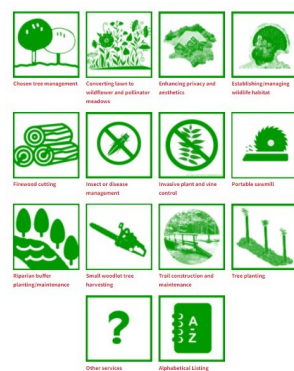 Chosen tree management
Converting lawn to
wildflower and pollinator
meadows
Enhancing privacy and
aesthetics
Establishing/managing
wildlife habitat
Firewood cutting
Insect or disease
management
Invasive plant and vine
control
Portable sawmill
Riparian buffer
planting/maintenance
Small woodlot tree
harvesting
Trail construction and
maintenance
Tree planting
?
Other services
A
-
Z
Alphabetical Listing